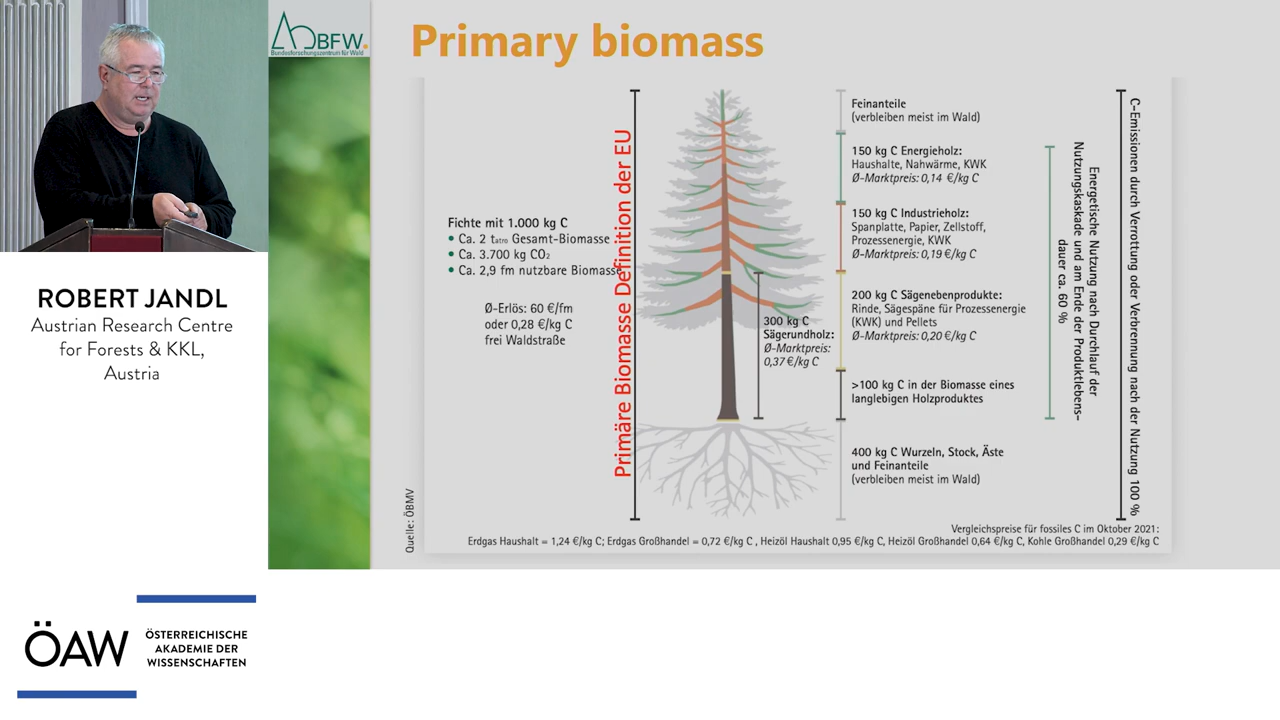 BFW.
Bundesforschungszentrum für Wald
Primary biomass
ROBERT JANDL
Austrian Research Centre
for Forests & KKL,
Austria
ÖAW
ÖSTERREICHISCHE
AKADEMIE DER
WISSENSCHAFTEN
Fichte mit 1.000 kg C
• Ca. 2 tatro Gesamt-Biomasse
• Ca. 3.700 kg CO₂
• Ca. 2,9 fm nutzbare Biomasse
Ø-Erlös: 60 €/fm
oder 0,28 €/kg C
frei Waldstraße
Primäre Biomasse Definition der EU
300 kg C
Sägerundholz:
Ø-Marktpreis:
0,37 €/kg C
Feinanteile
(verbleiben meist im Wald)
150 kg C Energieholz:
Haushalte, Nahwärme, KWK
Ø-Marktpreis: 0,14 €/kg C
150 kg C Industrieholz:
Spanplatte, Papier, Zellstoff,
Prozessenergie, KWK
Ø-Marktpreis: 0,19 €/kg C
200 kg C Sägenebenprodukte:
Rinde, Sägespäne für Prozessenergie
(KWK) und Pellets
Ø-Marktpreis: 0,20 €/kg C
>100 kg C in der Biomasse eines
langlebigen Holzproduktes
400 kg C Wurzeln, Stock, Äste
und Feinanteile
(verbleiben meist im Wald)
Energetische Nutzung nach Durchlauf der
Nutzungskaskade und am Ende der Produktlebens-
dauer ca. 60 %
C-Emissionen durch Verrottung oder Verbrennung nach der Nutzung 100 %
Quelle: ÖBMV
Vergleichspreise für fossiles C im Oktober 2021:
Erdgas Haushalt = 1,24 €/kg C; Erdgas Großhandel = 0,72 €/kg C , Heizöl Haushalt 0,95 €/kg C, Heizöl Großhandel 0,64 €/kg C, Kohle Großhandel 0,29 €/kg C